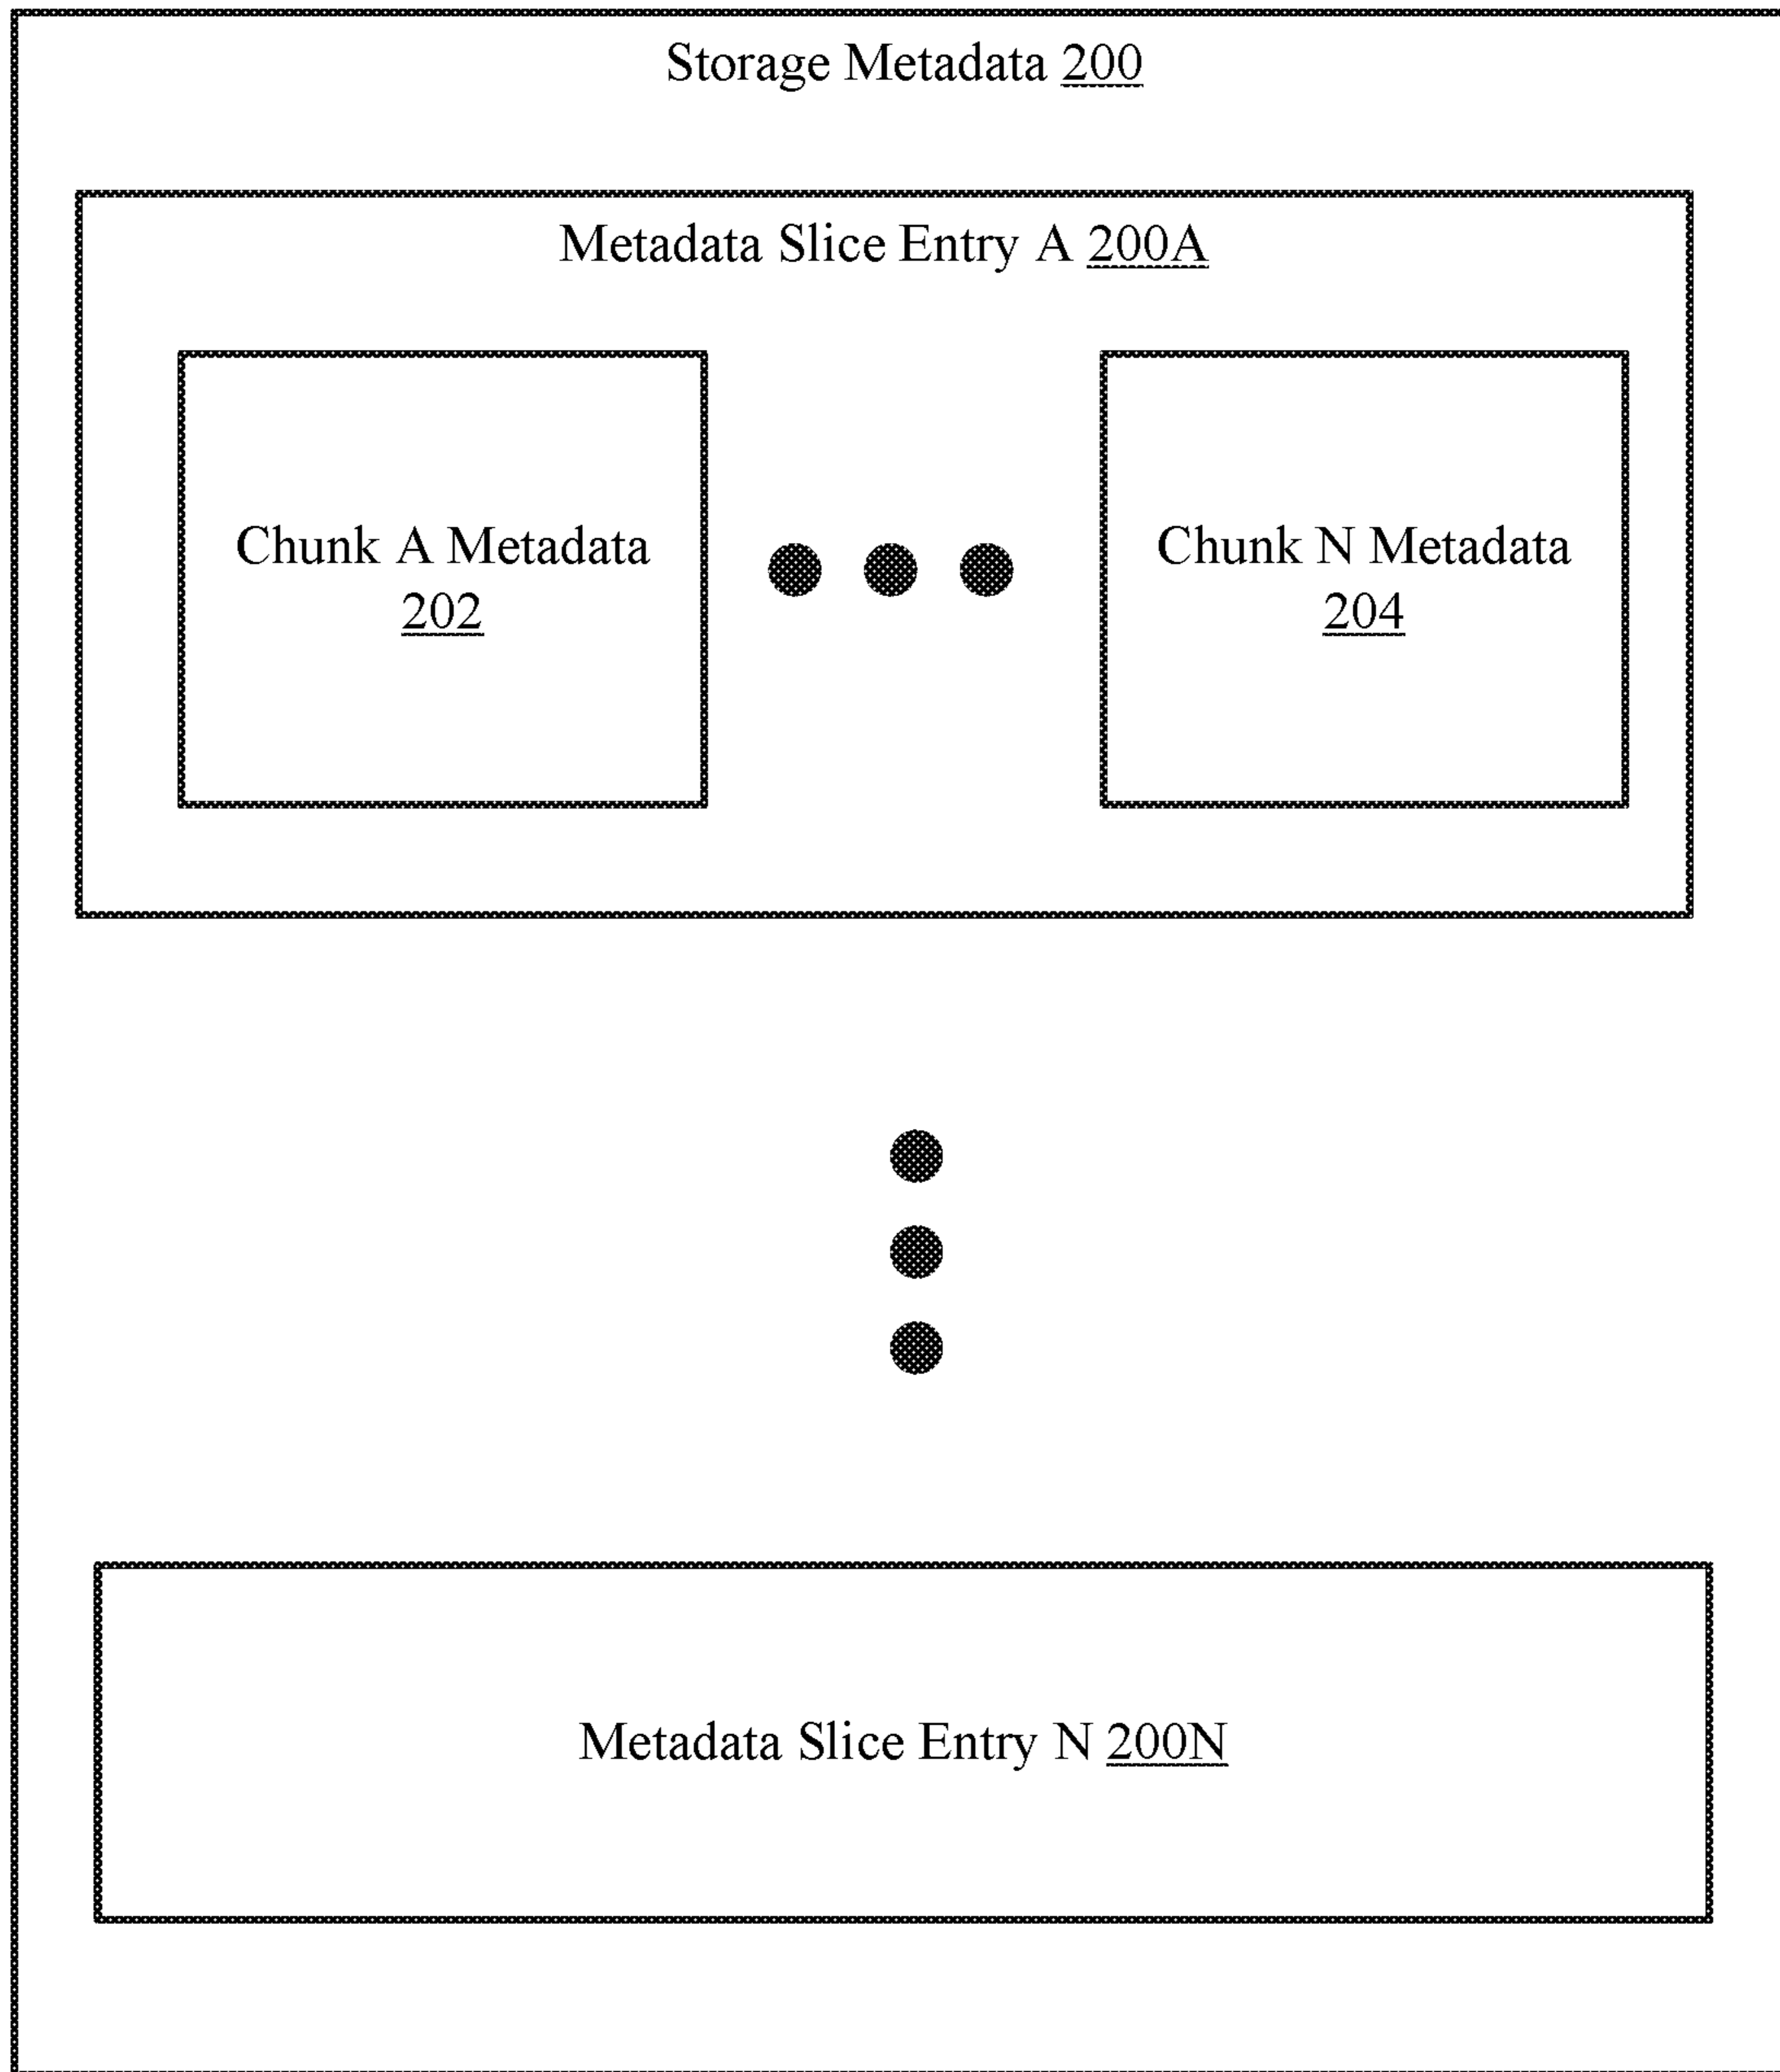 Storage Metadata 200
Metadata Slice Entry A 200A
Chunk A Metadata
202
Chunk N Metadata
204
Metadata Slice Entry N 200N